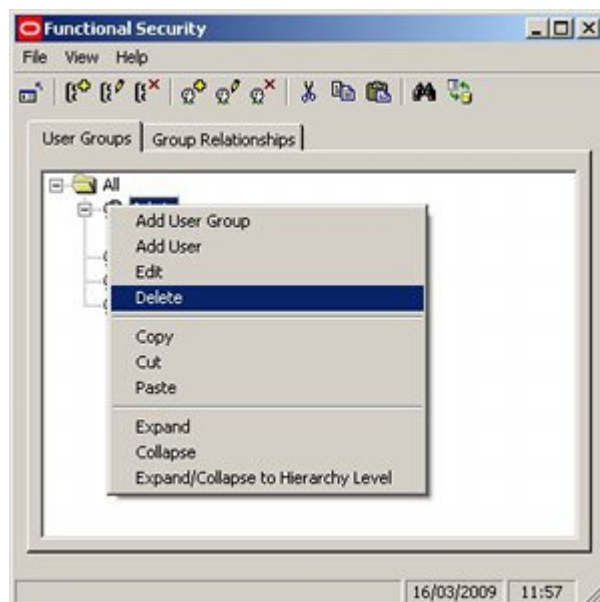 Functional Security
File View Help
User Groups Group Relationships
All
Add User Group
Add User
Edit
Delete
Copy
Cut
Paste
Expand
Collapse
Expand/Collapse to Hierarchy Level
16/03/2009 11:57